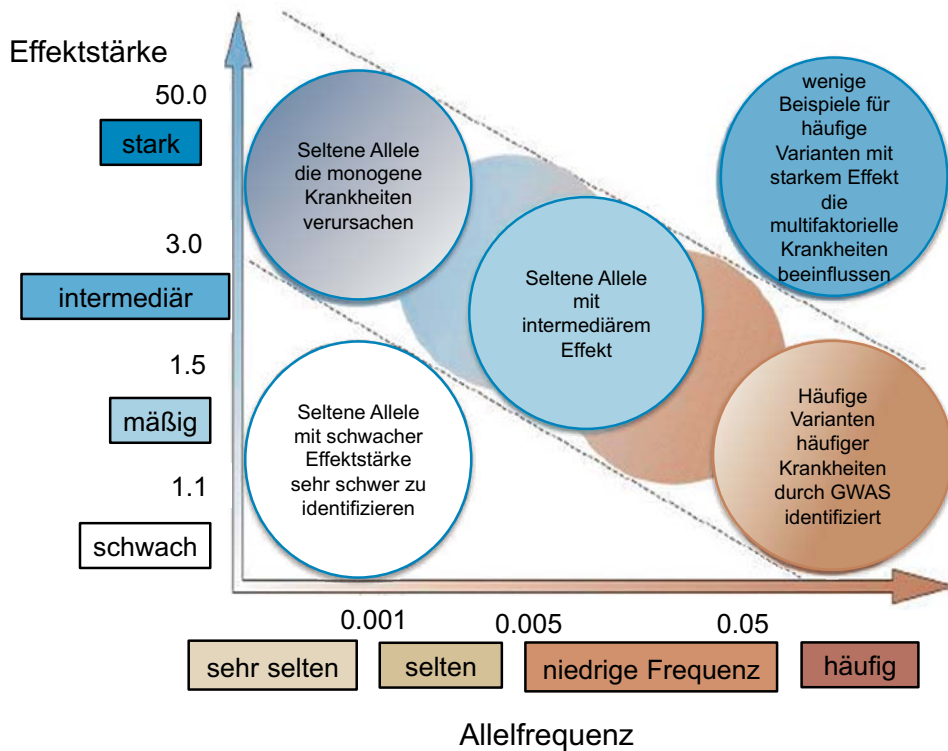 Effektstärke
50.0
stark
3.0
intermediär
1.5
mäßig
1.1
schwach
Seltene Allele
die monogene
Krankheiten
verursachen
wenige
Beispiele für
häufige
Varianten mit
starkem Effekt
die
multifaktorielle
Krankheiten
beeinflussen
Seltene Allele
mit
intermediärem
Effekt
Seltene Allele
mit schwacher
Effektstärke
sehr schwer zu
identifizieren
Häufige
Varianten
häufiger
Krankheiten
durch GWAS
identifiziert
0.001
0.005
0.05
sehr selten
selten
niedrige Frequenz
häufig
Allelfrequenz